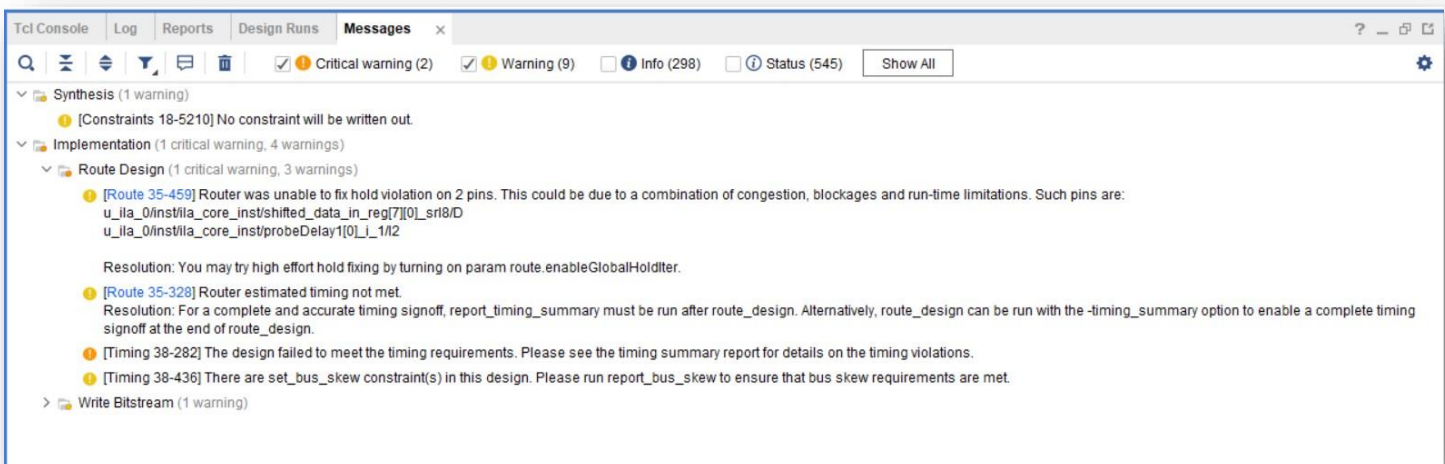 Tcl Console Log Reports Design Runs Messages ×
Critical warning (2) Warning (9) Info (298) Status (545) Show All
Synthesis (1 warning)
[Constraints 18-5210] No constraint will be written out.
Implementation (1 critical warning, 4 warnings)
Route Design (1 critical warning, 3 warnings)
[Route 35-459] Router was unable to fix hold violation on 2 pins. This could be due to a combination of congestion, blockages and run-time limitations. Such pins are:
u_ila_0/inst/ila_core_inst/shifted_data_in_reg[7][0]_srl8/D
u_ila_0/inst/ila_core_inst/probeDelay1[0]_i_1/I2
Resolution: You may try high effort hold fixing by turning on param route.enableGlobalHoldIter.
[Route 35-328] Router estimated timing not met.
Resolution: For a complete and accurate timing signoff, report_timing_summary must be run after route_design. Alternatively, route_design can be run with the -timing_summary option to enable a complete timing
signoff at the end of route_design.
[Timing 38-282] The design failed to meet the timing requirements. Please see the timing summary report for details on the timing violations.
[Timing 38-436] There are set_bus_skew constraint(s) in this design. Please run report_bus_skew to ensure that bus skew requirements are met.
Write Bitstream (1 warning)